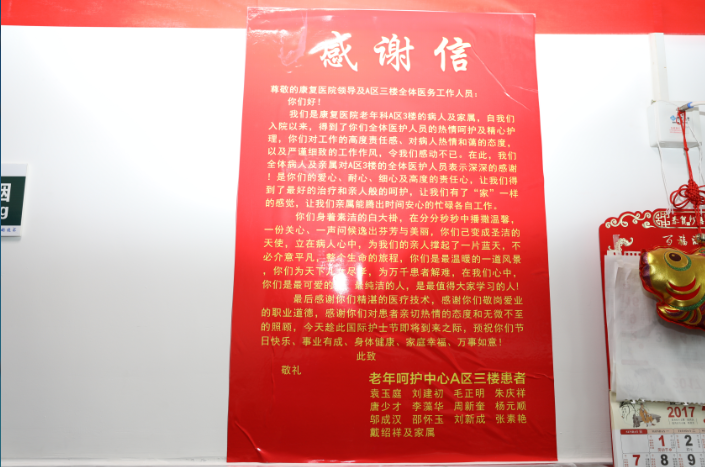 感谢信
尊敬的康复医院领导及A区三楼全体医务工作人员：
你们好！
我们是康复医院老年科A区3楼的病人及家属，自我们
入院以来，得到了你们全体医护人员的热情呵护及精心护
理，你们对工作的高度责任感、对病人热情和蔼的态度，
以及严谨细致的工作作风，令我们感动不已。在此，我们
全体病人及亲属对A区3楼的全体医护人员表示深深的感谢
！是你们的爱心、耐心、细心及高度的责任心，让我们得
到了最好的治疗和亲人般的呵护，让我们有了“家”一样
的感觉，让我们亲属能腾出时间安心的忙碌各自工作。
你们身着素洁的白大挂，在分分秒秒中播撒温馨，
一份关心、一声问候逸出芬芳与美丽，你们已变成圣洁的
天使，立在病人心中，为我们的亲人撑起了一片蓝天，不
必介意平凡，整个生命的旅程，你们是最温暖的一道风景
，你们为天下儿女尽孝，为万千患者解难，在我们心中，
你们是最可爱的 最纯洁的人，是最值得大家学习的人！
最后感谢你们精湛的医疗技术，感谢你们敬岗爱业
的职业道德，感谢你们对患者亲切热情的态度和无微不至
的照顾，今天趁此国际护士节即将到来之际，预祝你们节
日快乐、事业有成、身体健康、家庭幸福、万事如意！
此致
敬礼
老年呵护中心A区三楼患者
袁玉庭 刘建初 毛正明 朱庆祥
唐少才 李藻华 周新奎 杨元顺
邬成汉 邵怀玉 刘新成 张素艳
戴绍祥及家属
烟
g
2017
1 2
7 8 9